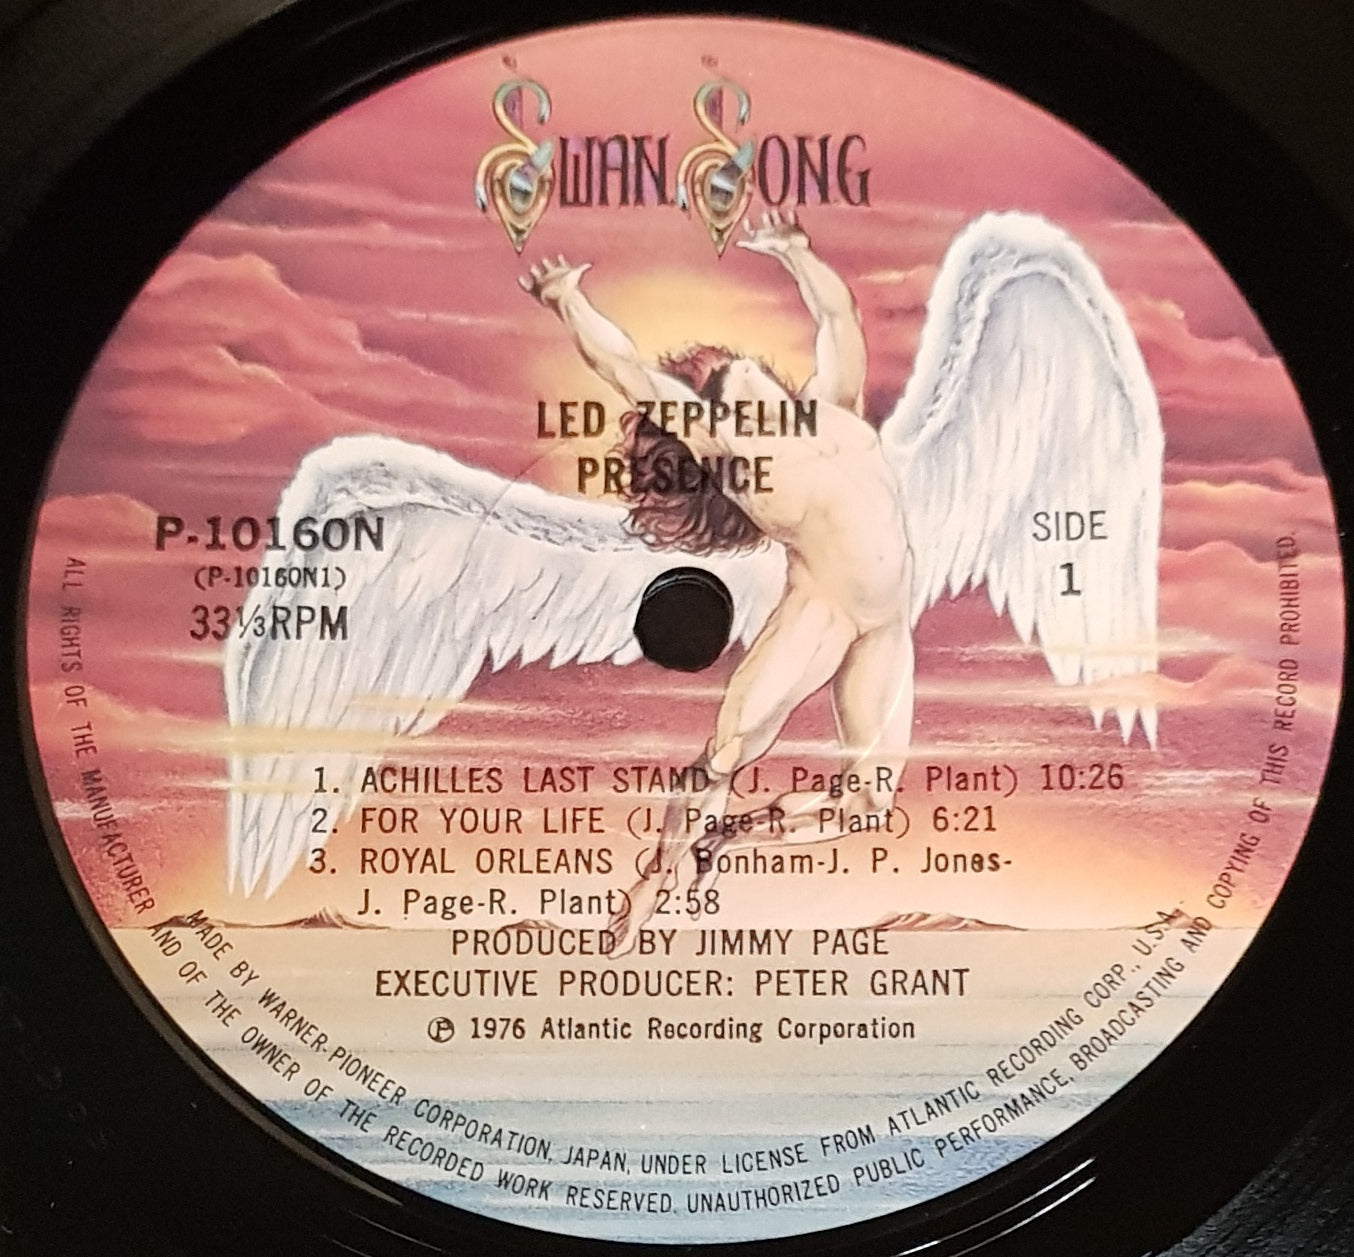 SWAN SONG
LED ZEPPELIN
PRESENCE
P-10160N
(P-10160N1)
33⅓RPM
SIDE
1
1. ACHILLES LAST STAND (J. Page-R. Plant) 10:26
2. FOR YOUR LIFE (J. Page-R. Plant) 6:21
3. ROYAL ORLEANS (J. Bonham-J. P. Jones-
J. Page-R. Plant) 2:58
PRODUCED BY JIMMY PAGE
EXECUTIVE PRODUCER: PETER GRANT
Ⓟ 1976 Atlantic Recording Corporation
MADE BY WARNER-PIONEER CORPORATION, JAPAN, UNDER LICENSE FROM ATLANTIC RECORDING CORP., U.S.A.
ALL RIGHTS OF THE MANUFACTURER AND OF THE OWNER OF THE RECORDED WORK RESERVED. UNAUTHORIZED PUBLIC PERFORMANCE, BROADCASTING AND COPYING OF THIS RECORD PROHIBITED.